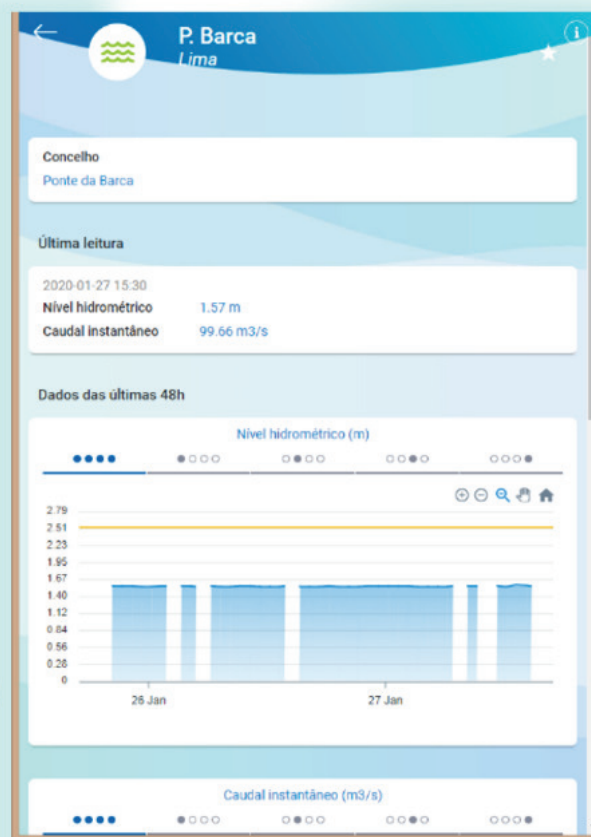 P. Barca
Lima
i
Concelho
Ponte da Barca
Última leitura
2020-01-27 15:30
Nível hidrométrico 1.57 m
Caudal instantâneo 99.66 m3/s
Dados das últimas 48h
Nível hidrométrico (m)
2.79
2.51
2.23
1.95
1.67
1.40
1.12
0.84
0.56
0.28
0
26 Jan 27 Jan
Caudal instantâneo (m3/s)